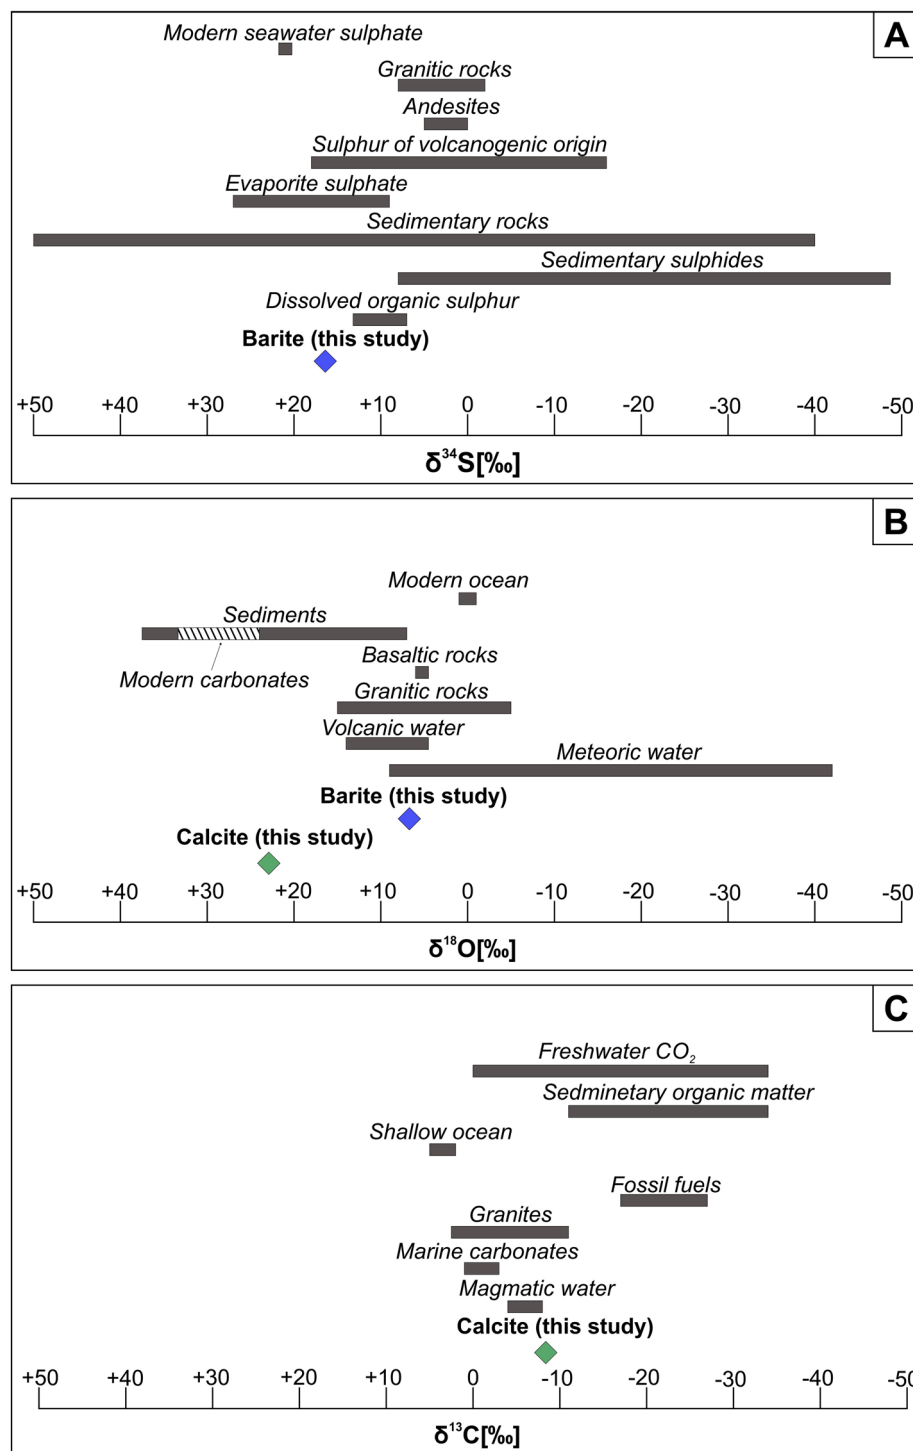 A
Modern seawater sulphate
Granitic rocks
Andesites
Sulphur of volcanogenic origin
Evaporite sulphate
Sedimentary rocks
Sedimentary sulphides
Dissolved organic sulphur
Barite (this study)
+50 +40 +30 +20 +10 0 -10 -20 -30 -40 -50
δ³⁴S[‰]
B
Modern ocean
Sediments
Basaltic rocks
Modern carbonates
Granitic rocks
Volcanic water
Meteoric water
Barite (this study)
Calcite (this study)
+50 +40 +30 +20 +10 0 -10 -20 -30 -40 -50
δ¹⁸O[‰]
C
Freshwater CO₂
Sedminetary organic matter
Shallow ocean
Fossil fuels
Granites
Marine carbonates
Magmatic water
Calcite (this study)
+50 +40 +30 +20 +10 0 -10 -20 -30 -40 -50
δ¹³C[‰]